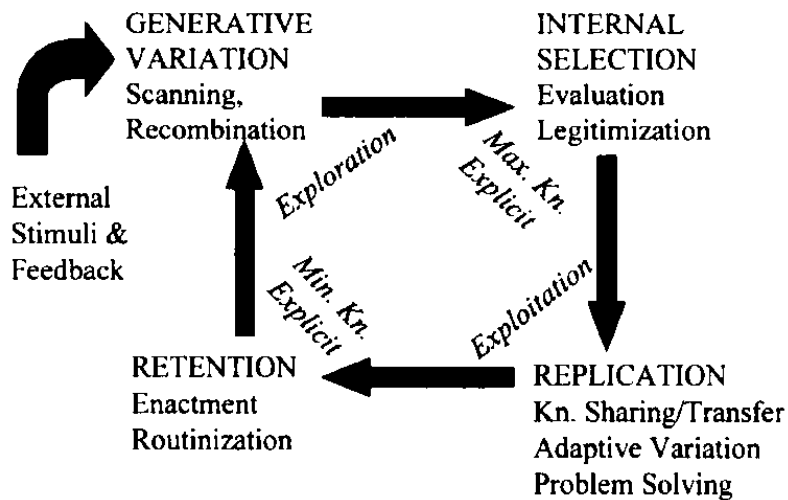 GENERATIVE
VARIATION
Scanning,
Recombination
INTERNAL
SELECTION
Evaluation
Legitimization
Exploration
Max. Kn.
Explicit
External
Stimuli &
Feedback
Min. Kn.
Explicit
Exploitation
RETENTION
Enactment
Routinization
REPLICATION
Kn. Sharing/Transfer
Adaptive Variation
Problem Solving